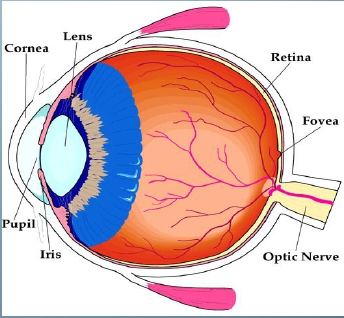 Lens
Cornea
Retina
Fovea
Pupil
Iris
Optic Nerve